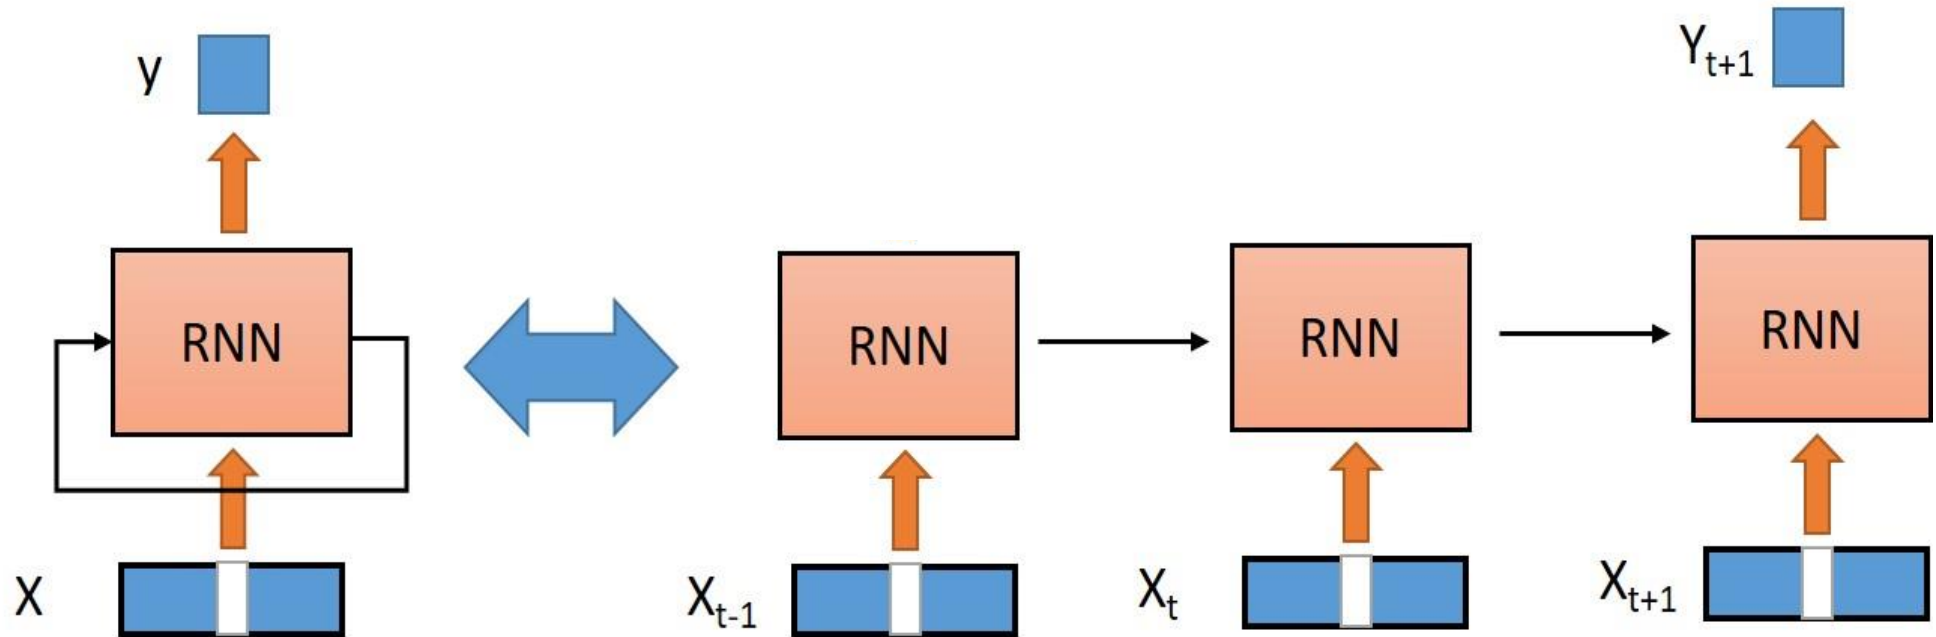 y
Y_{t+1}
RNN
RNN
RNN
RNN
X
X_{t-1}
X_t
X_{t+1}